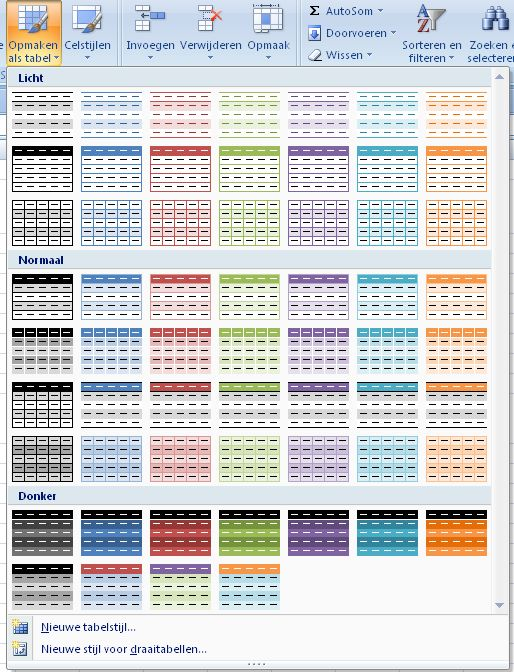 Opmaken als tabel
Celstijlen
Invoegen
Verwijderen
Opmaak
Σ AutoSom
Doorvoeren
Wissen
Sorteren en filteren
Zoeken e
selecterer
Licht
Normaal
Donker
Nieuwe tabelstijl...
Nieuwe stijl voor draaitabellen...